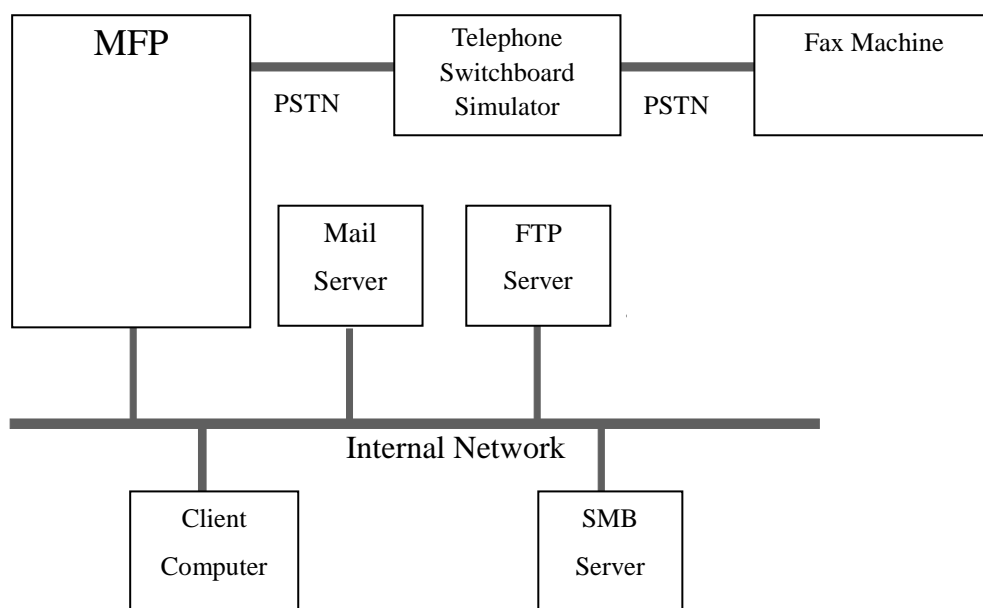 MFP
Telephone
Switchboard
Simulator
Fax Machine
PSTN
PSTN
Mail
Server
FTP
Server
Internal Network
Client
Computer
SMB
Server